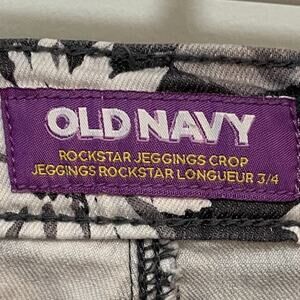 OLD NAVY
ROCKSTAR JEGGINGS CROP
JEGGINGS ROCKSTAR LONGUEUR 3/4